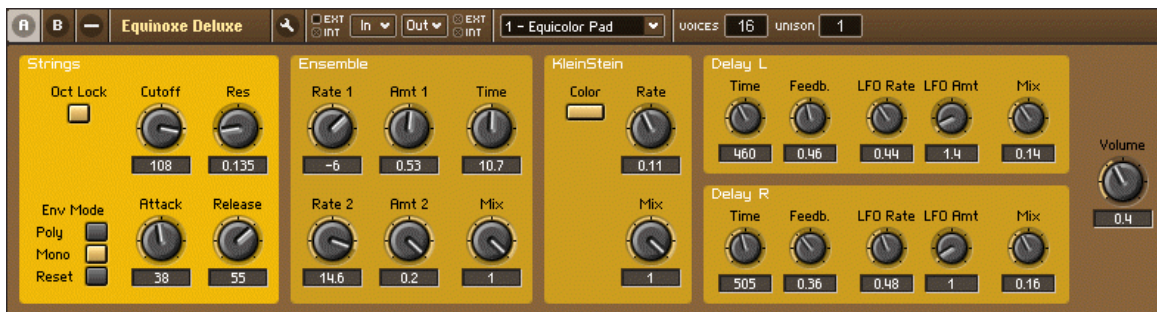 A B Equinoxe Deluxe EXT INT In Out EXT INT 1 - Equicolor Pad VOICES 16 UNISON 1
Strings
Oct Lock Cutoff Res
108 0.135
Env Mode Attack Release
Poly
Mono
Reset 38 55
Ensemble
Rate 1 Amt 1 Time
-6 0.53 10.7
Rate 2 Amt 2 Mix
14.6 0.2 1
KleinStein
Color Rate
0.11
Mix
1
Delay L
Time Feedb. LFO Rate LFO Amt Mix
460 0.46 0.44 1.4 0.14
Delay R
Time Feedb. LFO Rate LFO Amt Mix
505 0.36 0.48 1 0.16
Volume
0.4